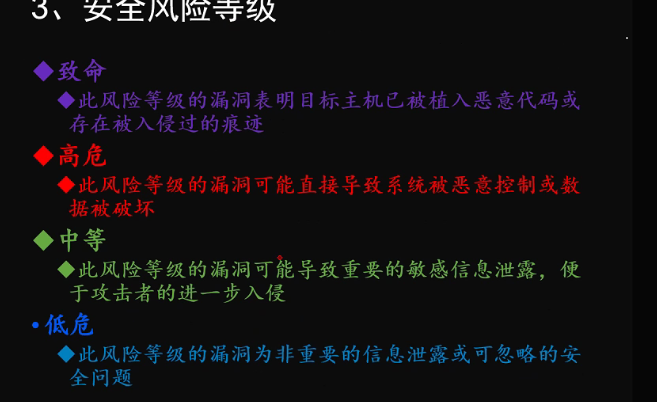 3、安全风险等级
◆致命
◆此风险等级的漏洞表明目标主机已被植入恶意代码或
存在被入侵过的痕迹
◆高危
◆此风险等级的漏洞可能直接导致系统被恶意控制或数
据被破坏
◆中等
◆此风险等级的漏洞可能导致重要的敏感信息泄露，便
于攻击者的进一步入侵
•低危
◆此风险等级的漏洞为非重要的信息泄露或可忽略的安
全问题